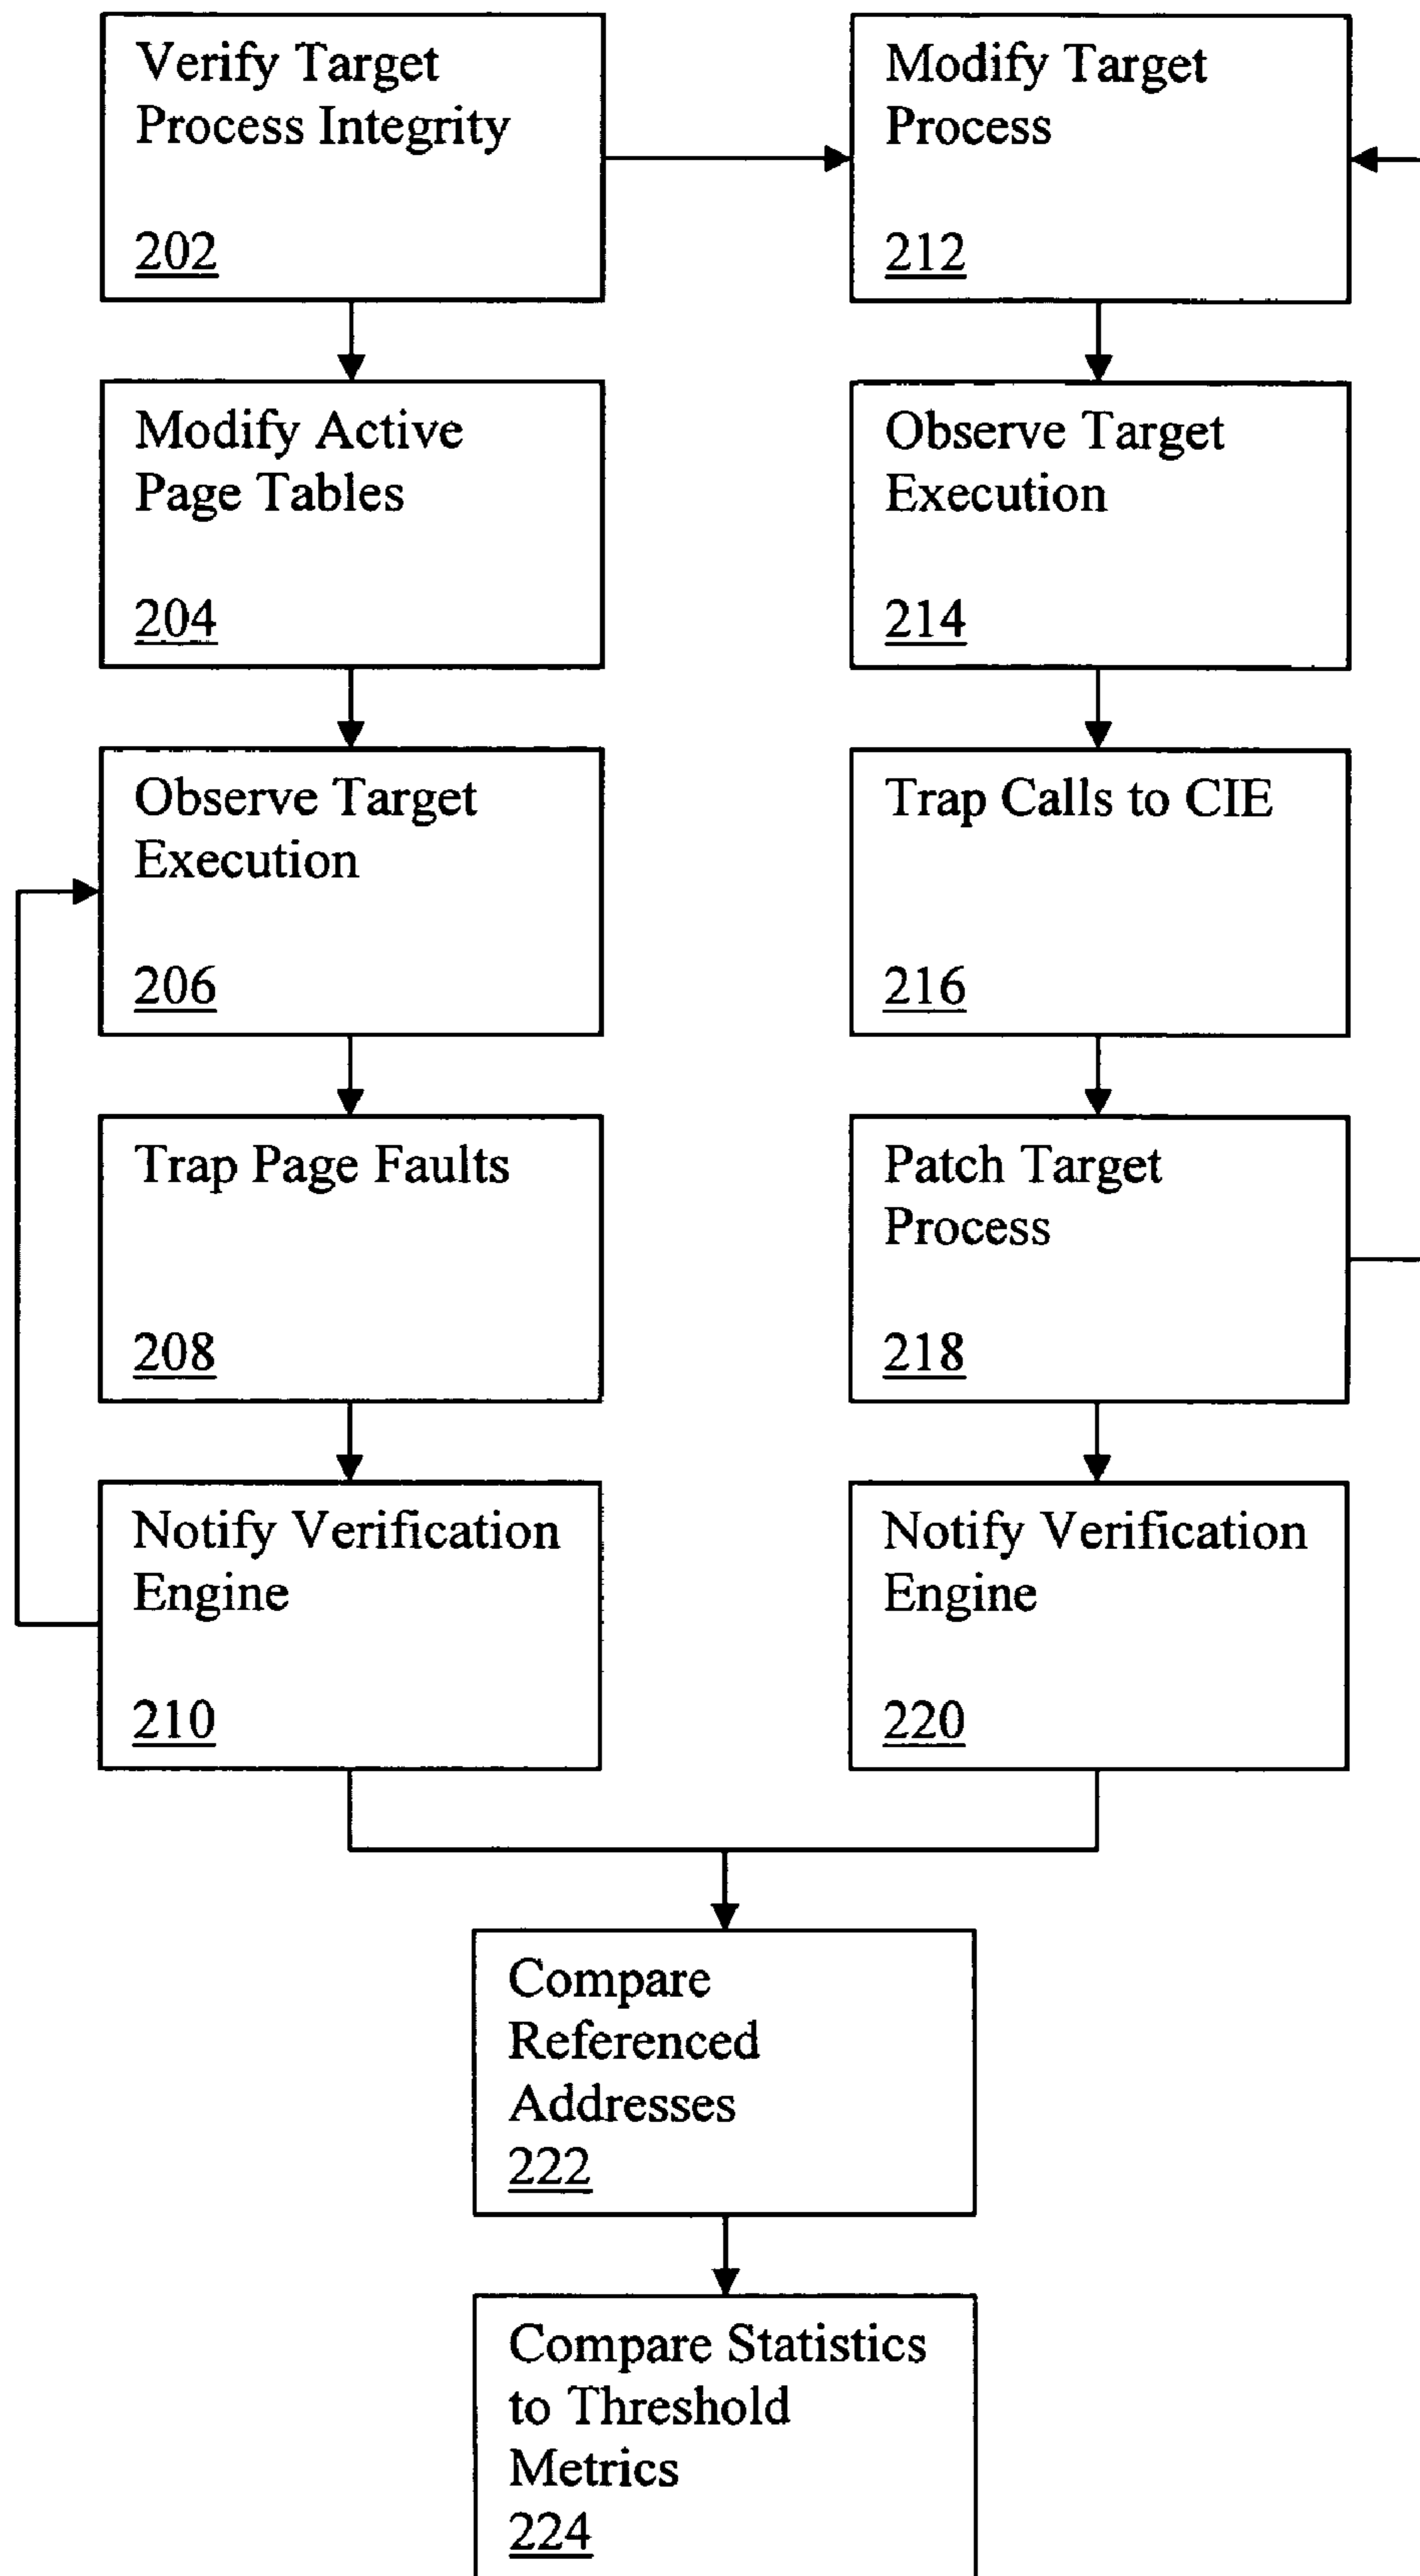 Verify Target
Process Integrity
202
Modify Active
Page Tables
204
Observe Target
Execution
206
Trap Page Faults
208
Notify Verification
Engine
210
Modify Target
Process
212
Observe Target
Execution
214
Trap Calls to CIE
216
Patch Target
Process
218
Notify Verification
Engine
220
Compare
Referenced
Addresses
222
Compare Statistics
to Threshold
Metrics
224